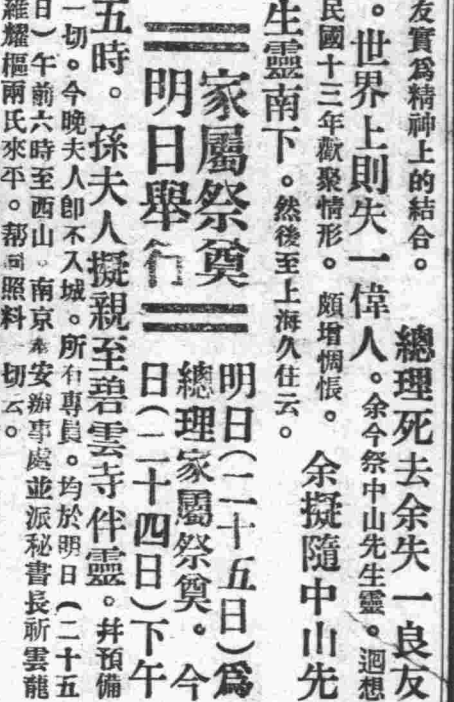 友實爲精神上的結合。 總理死去余失一良友
。世界上則失一偉人。余今祭中山先生靈。迴想
民國十三年歡聚情形。頗增惆悵。 余擬隨中山先
生靈南下。然後至上海久住云。
家屬祭奠
明日舉行
明日(二十五日)爲
總理家屬祭奠。今
日(二十四日)下午
五時。孫夫人擬親至碧雲寺伴靈。并預備
一切。今晚夫人卽不入城。所有專員。均於明日(二十五
日)午前六時至西山。南京奉安辦事處並派秘書長靳雲龍
羅耀樞兩氏來平。幫同照料一切云。